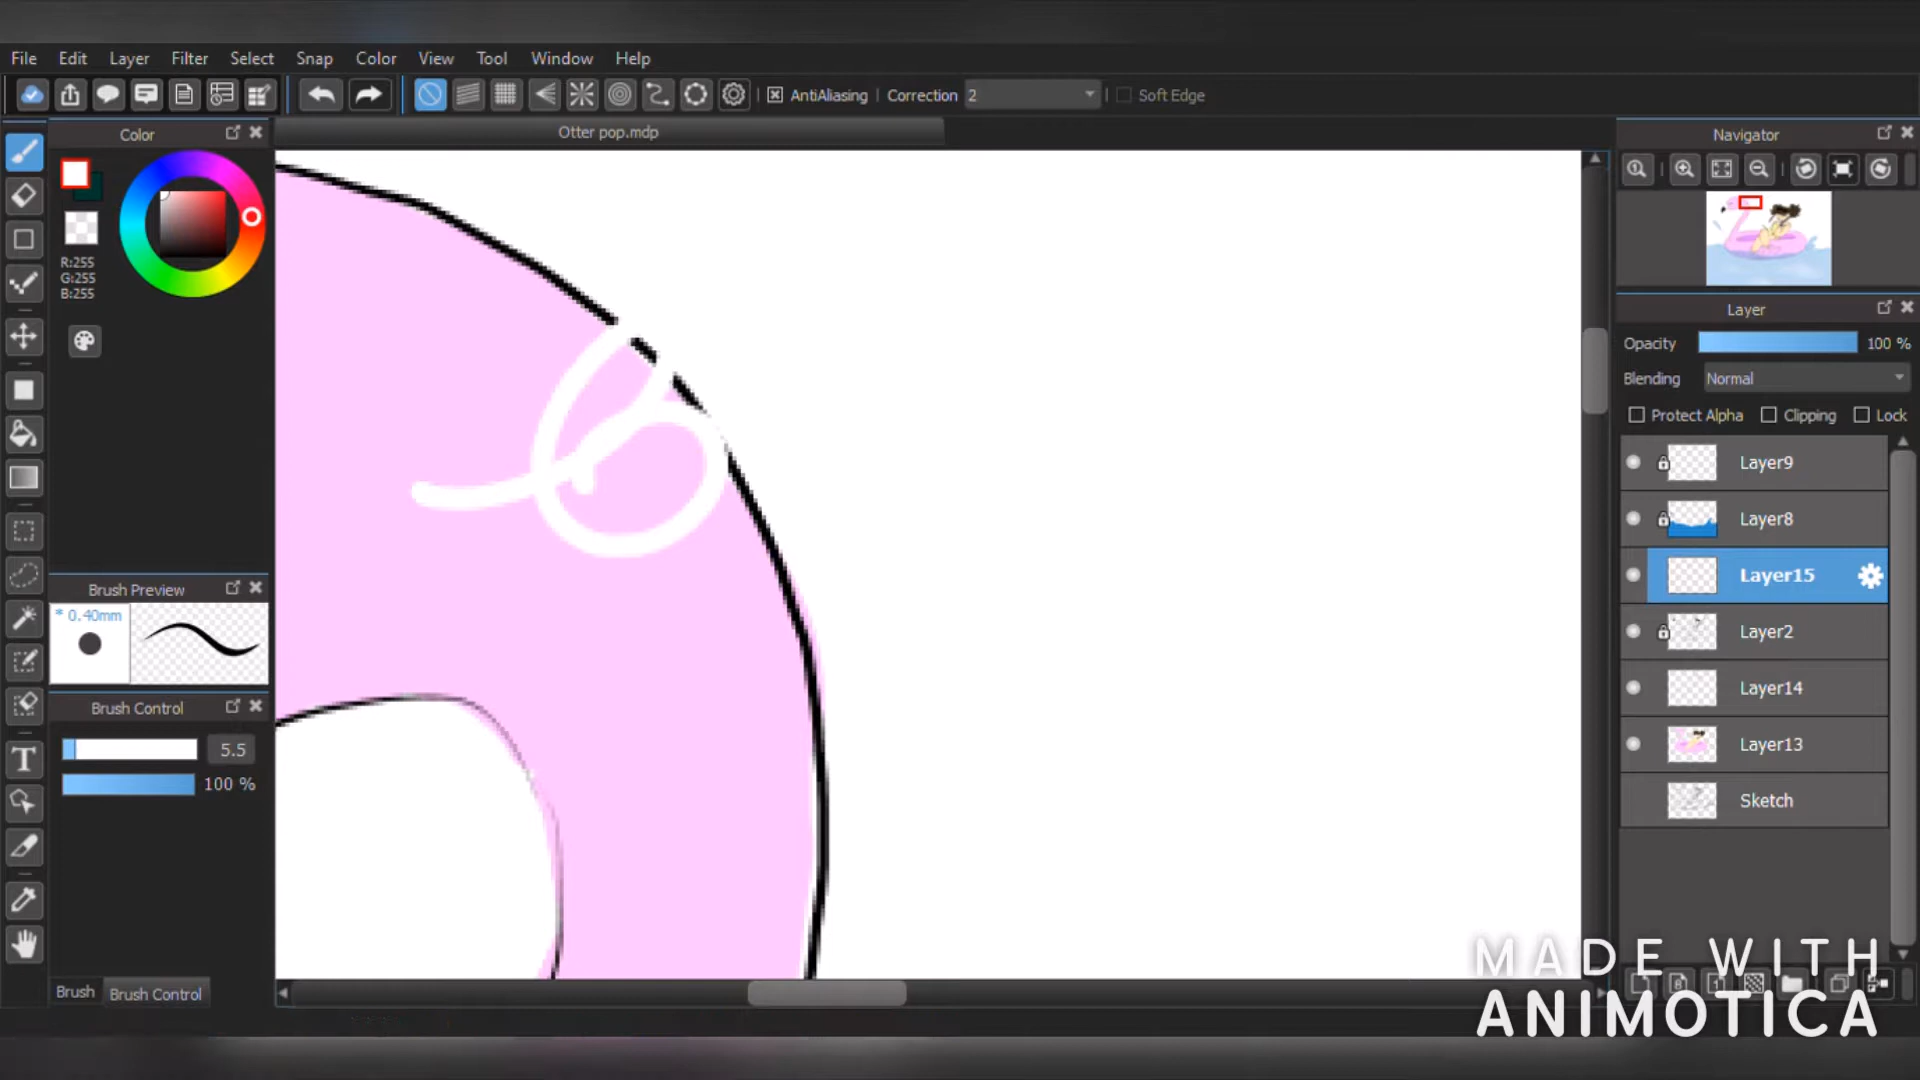 File Edit Layer Filter Select Snap Color View Tool Window Help
AntiAliasing Correction 2 Soft Edge
Color
Otter pop.mdp
Navigator
R:255
G:255
B:255
Layer
Opacity 100 %
Blending Normal
Protect Alpha Clipping Lock
Layer9
Layer8
Layer15
Layer2
Layer14
Layer13
Sketch
Brush Preview
* 0.40mm
Brush Control
5.5
100 %
Brush Brush Control
MADE WITH
ANIMOTICA